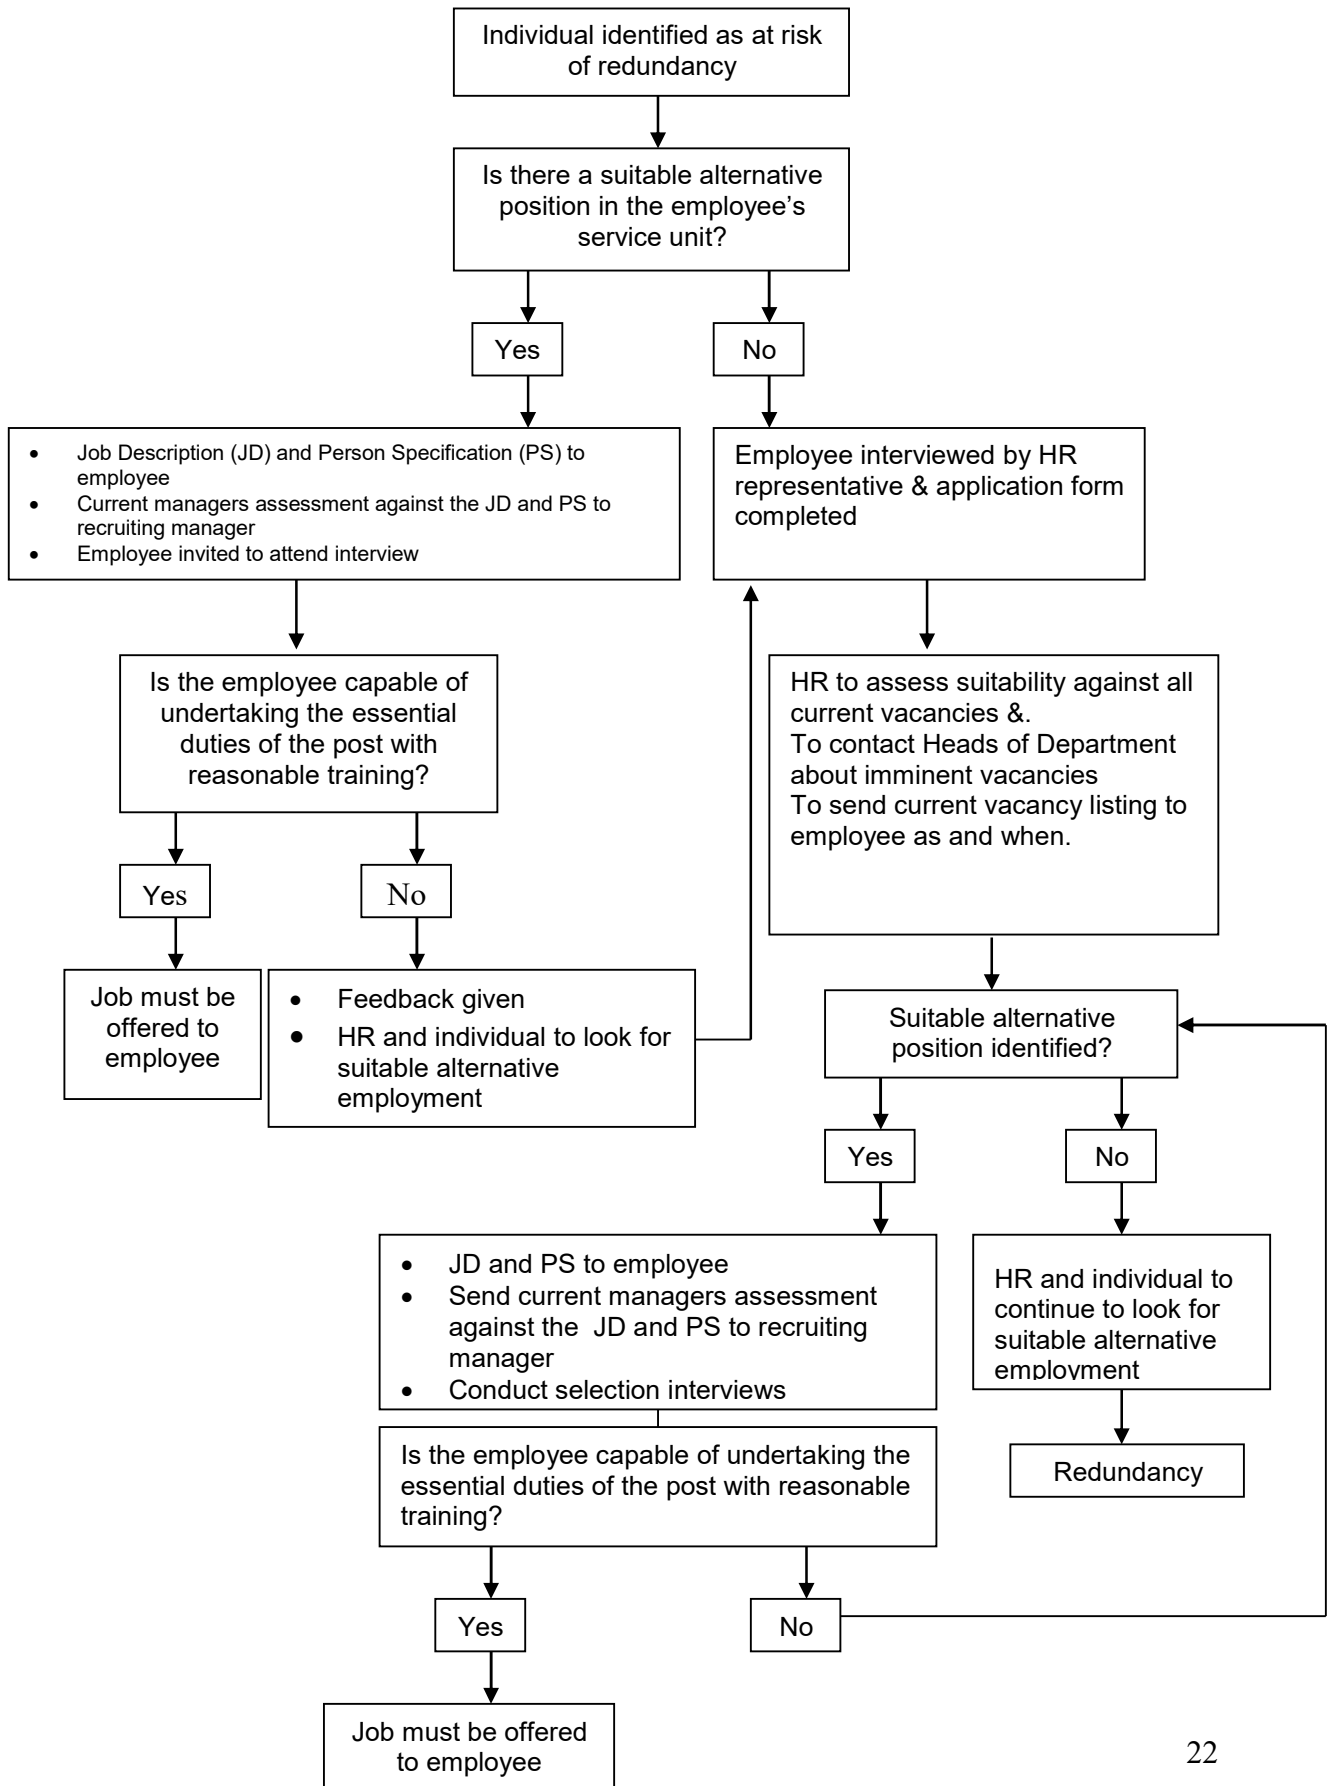 Individual identified as at risk
of redundancy
Is there a suitable alternative
position in the employee’s
service unit?
Yes
No
• Job Description (JD) and Person Specification (PS) to
employee
• Current managers assessment against the JD and PS to
recruiting manager
• Employee invited to attend interview
Employee interviewed by HR
representative & application form
completed
Is the employee capable of
undertaking the essential
duties of the post with
reasonable training?
HR to assess suitability against all
current vacancies &.
To contact Heads of Department
about imminent vacancies
To send current vacancy listing to
employee as and when.
Yes
No
Job must be
offered to
employee
• Feedback given
• HR and individual to look for
suitable alternative
employment
Suitable alternative
position identified?
Yes
No
• JD and PS to employee
• Send current managers assessment
against the JD and PS to recruiting
manager
• Conduct selection interviews
HR and individual to
continue to look for
suitable alternative
employment
Is the employee capable of undertaking the
essential duties of the post with reasonable
training?
Redundancy
Yes
No
Job must be offered
to employee
22